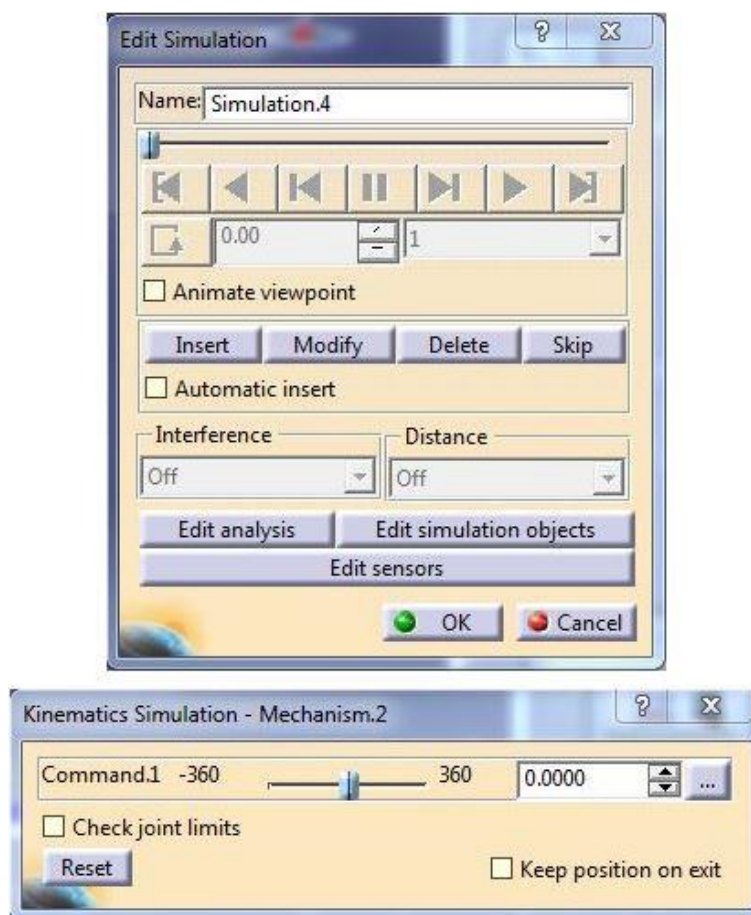 Edit Simulation
Name: Simulation.4
0.00 1
Animate viewpoint
Insert Modify Delete Skip
Automatic insert
Interference Distance
Off Off
Edit analysis Edit simulation objects
Edit sensors
OK Cancel
Kinematics Simulation - Mechanism.2
Command.1 -360 360 0.0000 ...
Check joint limits
Reset Keep position on exit